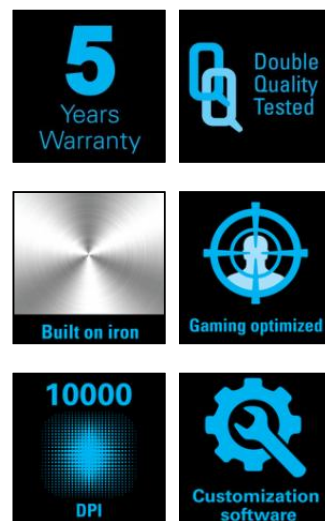 5
Years
Warranty
Double
Quality
Tested
Built on iron
Gaming optimized
10000
DPI
Customization
software